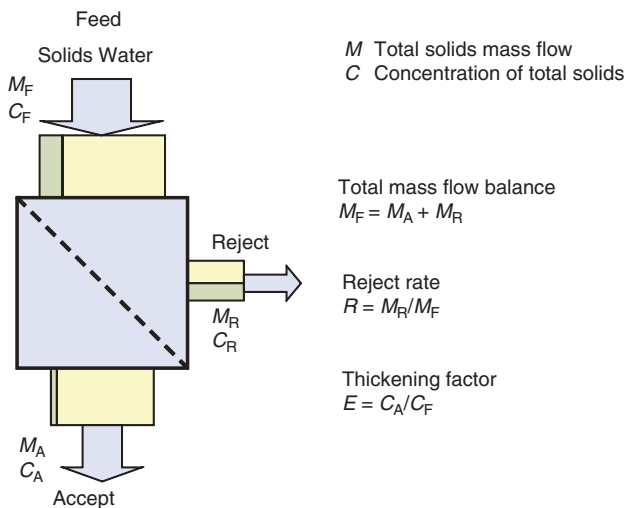 Feed
Solids Water
M_F
C_F
M Total solids mass flow
C Concentration of total solids
Total mass flow balance
M_F = M_A + M_R
Reject
Reject rate
R = M_R/M_F
M_R
C_R
Thickening factor
E = C_A/C_F
M_A
C_A
Accept